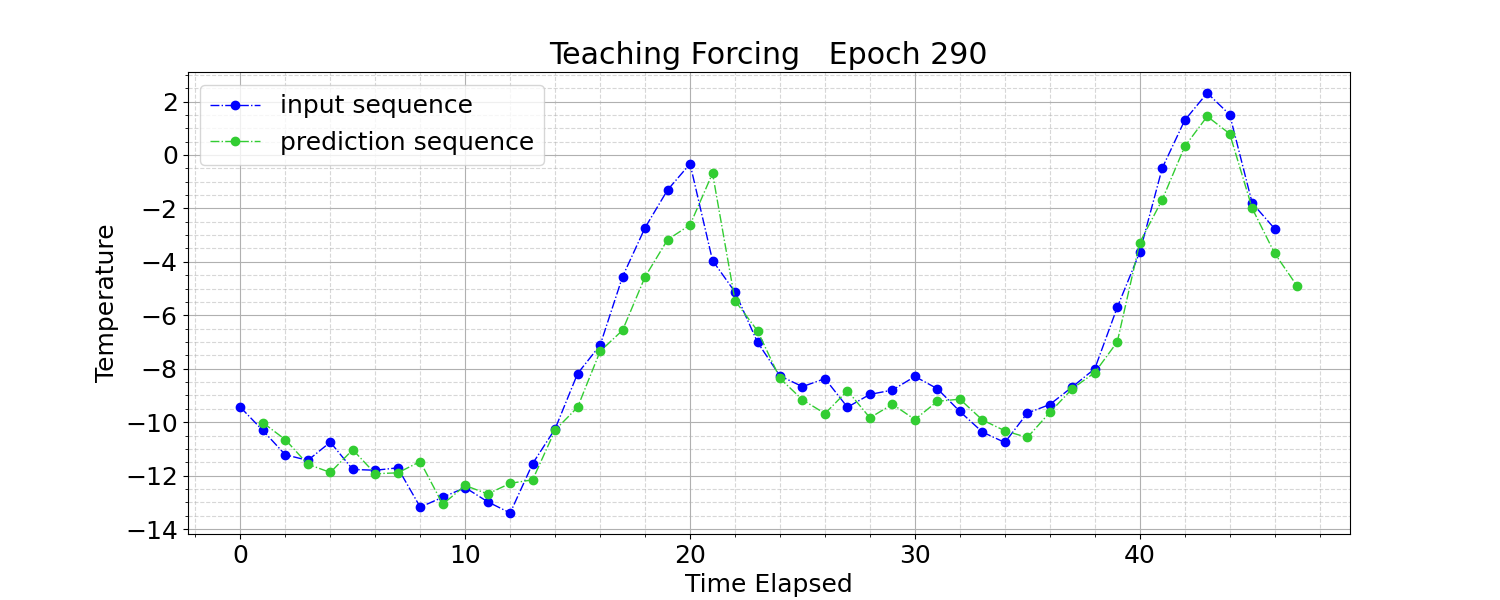 Teaching Forcing   Epoch 290
input sequence
prediction sequence
Temperature
2
0
−2
−4
−6
−8
−10
−12
−14
0 10 20 30 40
Time Elapsed